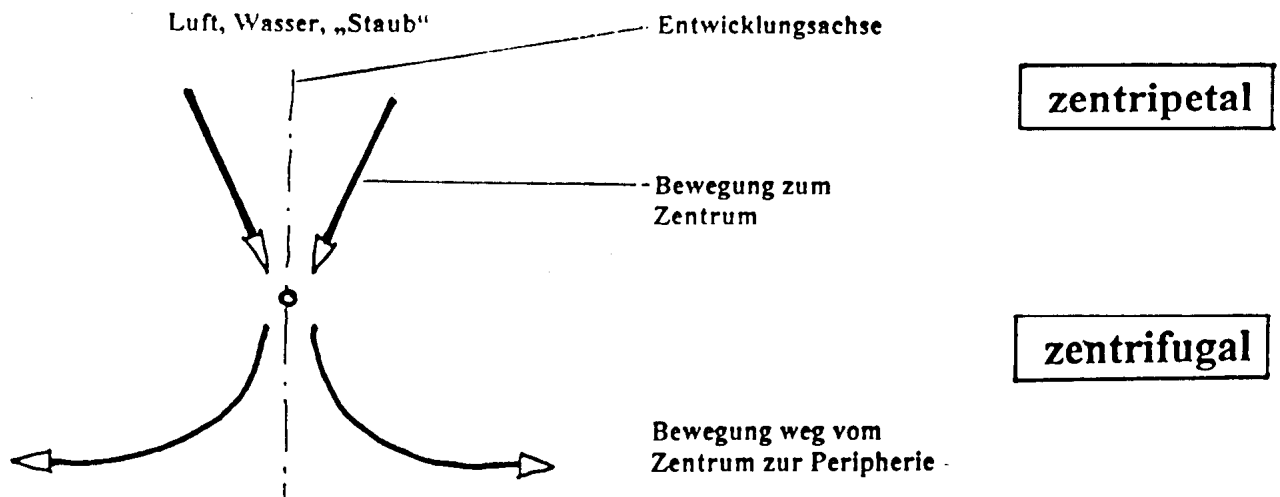 Luft, Wasser, „Staub“
Entwicklungsachse
zentripetal
Bewegung zum
Zentrum
zentrifugal
Bewegung weg vom
Zentrum zur Peripherie